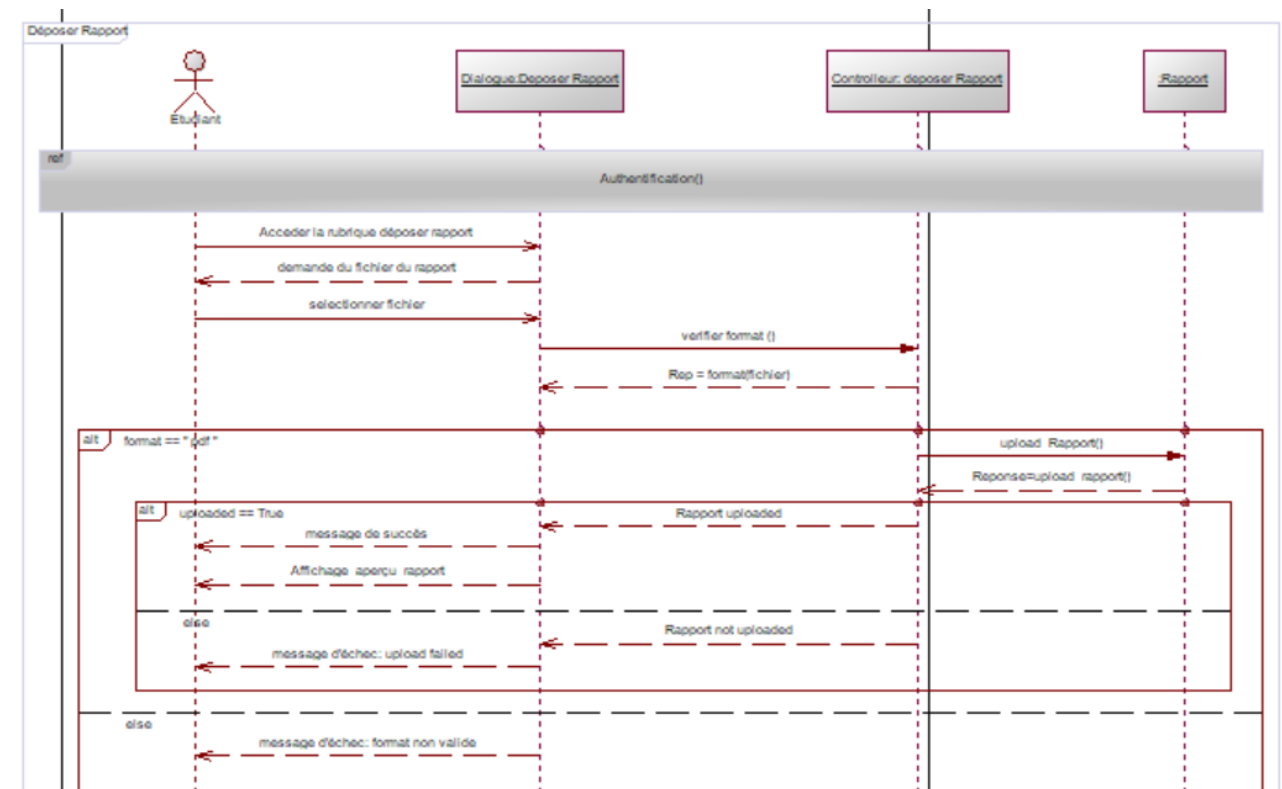 Déposer Rapport
Etudiant
Dialogue:Deposer Rapport
Controlleur: deposer Rapport
:Rapport
ref
Authentification()
Acceder la rubrique déposer rapport
demande du fichier du rapport
selectionner fichier
verifier format ()
Rep = format(fichier)
alt
format == " pdf "
upload Rapport()
Reponse=upload rapport()
alt
uploaded == True
Rapport uploaded
message de succès
Affichage aperçu rapport
else
Rapport not uploaded
message d'échec: upload failed
else
message d'échec: format non valide